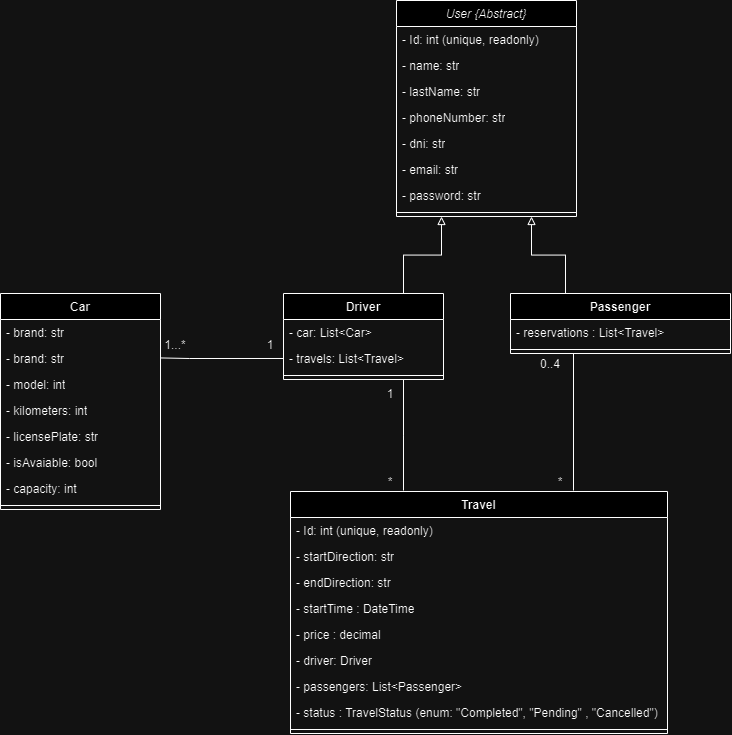 User {Abstract}
- Id: int (unique, readonly)
- name: str
- lastName: str
- phoneNumber: str
- dni: str
- email: str
- password: str
Car
- brand: str
- brand: str
- model: int
- kilometers: int
- licensePlate: str
- isAvaiable: bool
- capacity: int
1...*
1
Driver
- car: List<Car>
- travels: List<Travel>
Passenger
- reservations : List<Travel>
1
*
0..4
*
Travel
- Id: int (unique, readonly)
- startDirection: str
- endDirection: str
- startTime : DateTime
- price : decimal
- driver: Driver
- passengers: List<Passenger>
- status : TravelStatus (enum: "Completed", "Pending" , "Cancelled")